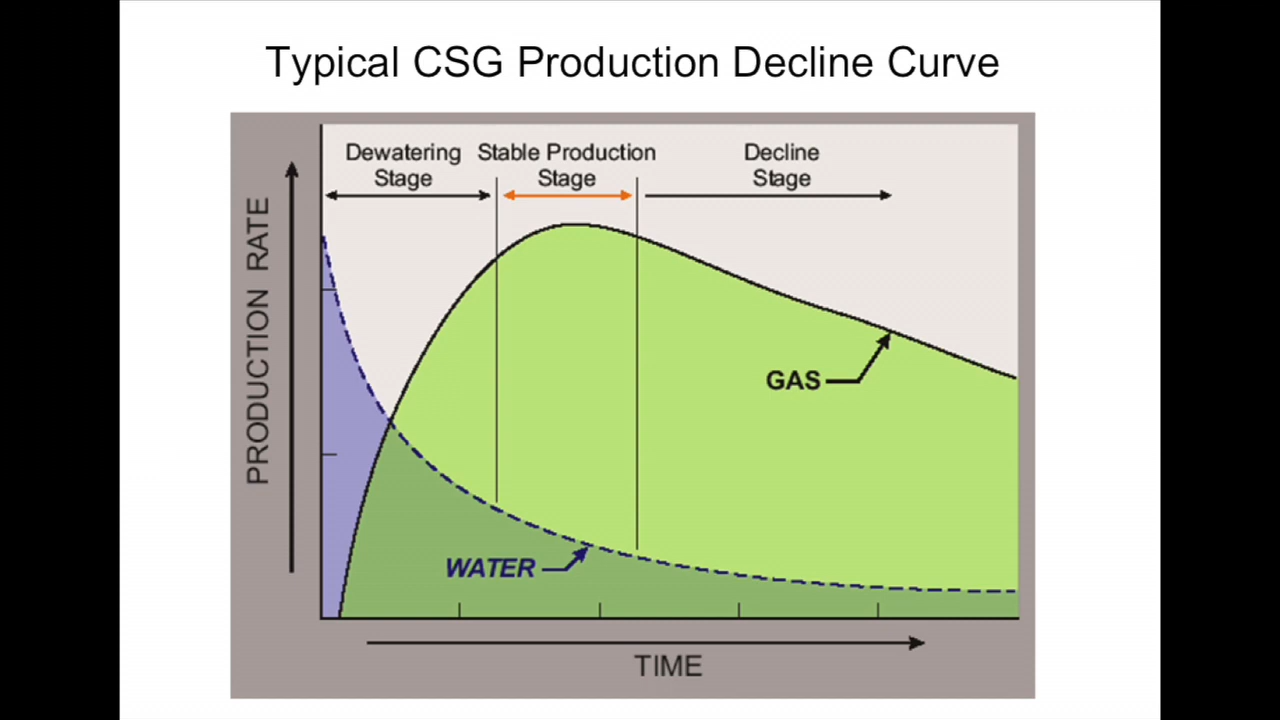 Typical CSG Production Decline Curve
Dewatering
Stage
Stable Production
Stage
Decline
Stage
PRODUCTION RATE
GAS
WATER
TIME